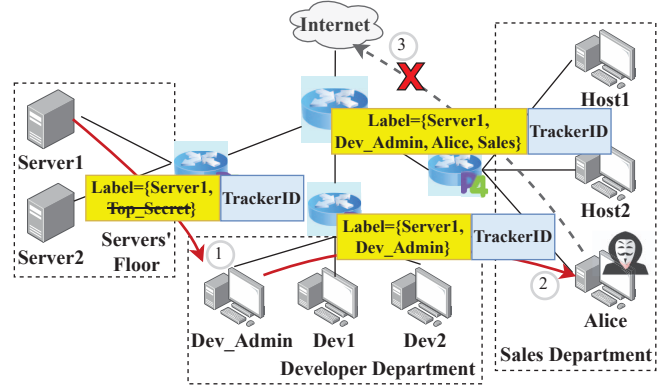 Internet
3
Host1
Label={Server1,
Dev_Admin, Alice, Sales}
TrackerID
Server1
P4
Host2
Label={Server1,
Top_Secret}
TrackerID
Label={Server1,
Dev_Admin}
TrackerID
Server2
Servers'
Floor
1
2
Dev_Admin
Dev1
Dev2
Alice
Developer Department
Sales Department